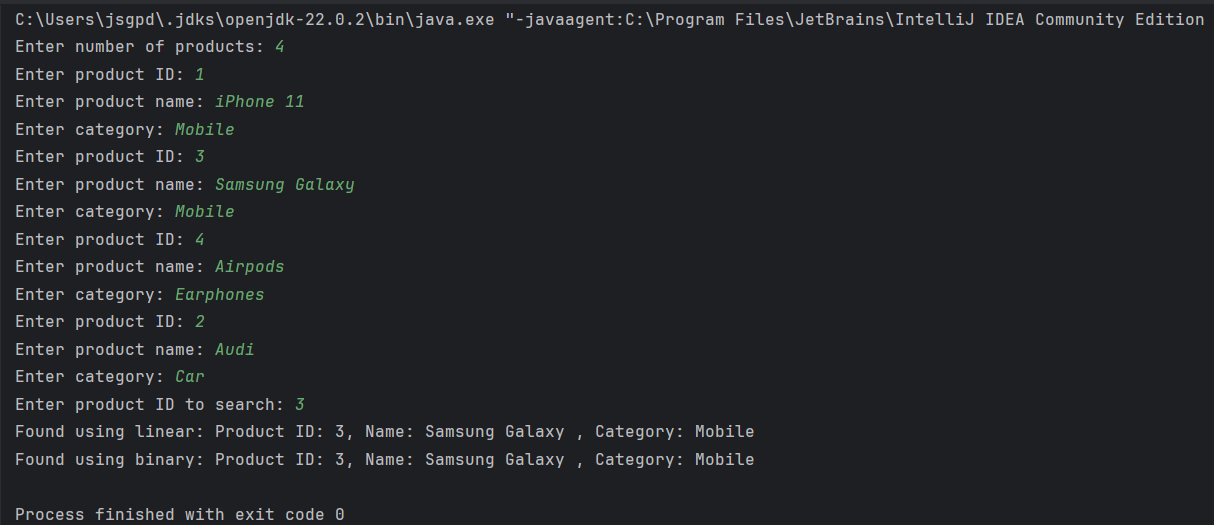 C:\Users\jsgpd\.jdks\openjdk-22.0.2\bin\java.exe "-javaagent:C:\Program Files\JetBrains\IntelliJ IDEA Community Edition
Enter number of products: 4
Enter product ID: 1
Enter product name: iPhone 11
Enter category: Mobile
Enter product ID: 3
Enter product name: Samsung Galaxy
Enter category: Mobile
Enter product ID: 4
Enter product name: Airpods
Enter category: Earphones
Enter product ID: 2
Enter product name: Audi
Enter category: Car
Enter product ID to search: 3
Found using linear: Product ID: 3, Name: Samsung Galaxy , Category: Mobile
Found using binary: Product ID: 3, Name: Samsung Galaxy , Category: Mobile
Process finished with exit code 0